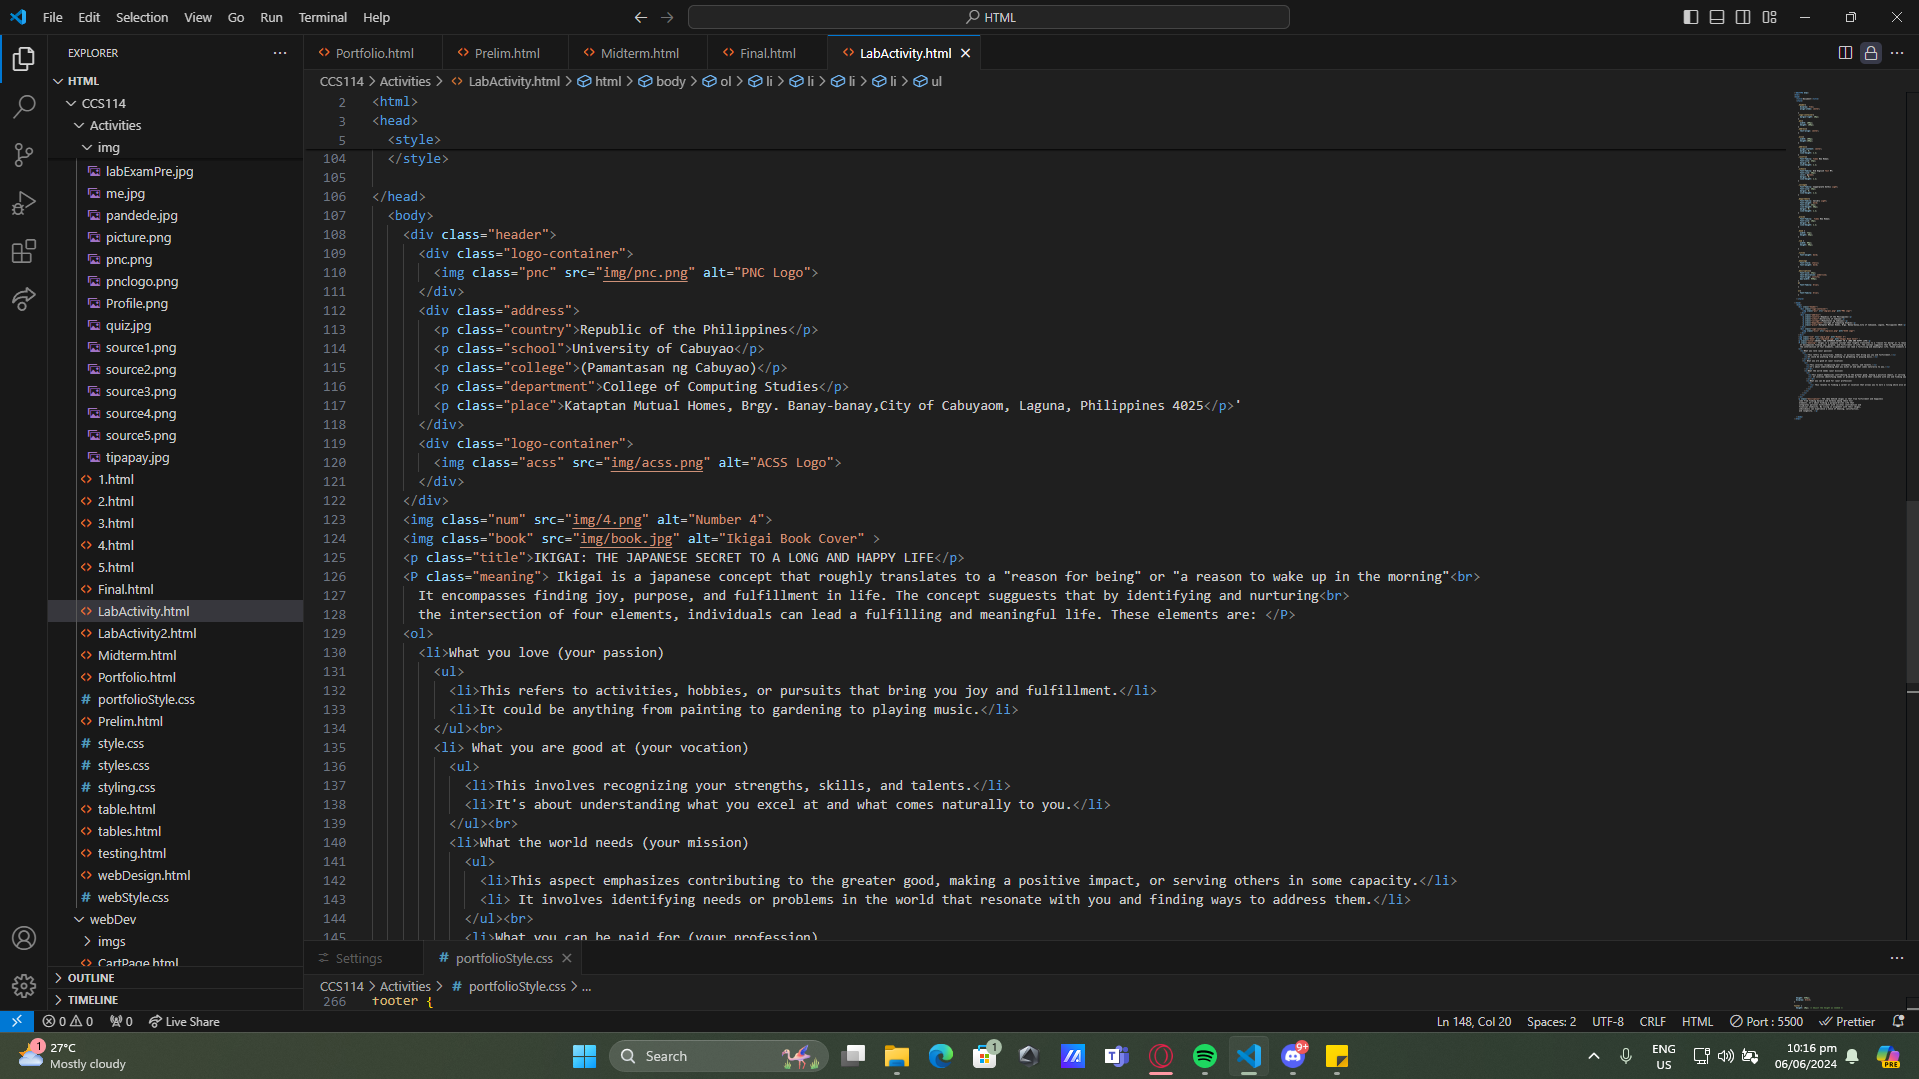 File Edit Selection View Go Run Terminal Help
HTML
EXPLORER
HTML
CCS114
Activities
img
labExamPre.jpg
me.jpg
pandede.jpg
picture.png
pnc.png
pnclogo.png
Profile.png
quiz.jpg
source1.png
source2.png
source3.png
source4.png
source5.png
tipapay.jpg
1.html
2.html
3.html
4.html
5.html
Final.html
LabActivity.html
LabActivity2.html
Midterm.html
Portfolio.html
portfolioStyle.css
Prelim.html
style.css
styles.css
styling.css
table.html
tables.html
testing.html
webDesign.html
webStyle.css
webDev
imgs
CartPage.html
OUTLINE
TIMELINE
Portfolio.html Prelim.html Midterm.html Final.html LabActivity.html
CCS114 > Activities > LabActivity.html > html > body > ol > li > li > li > li > ul
2 <html>
3 <head>
5 <style>
104 </style>
105
106 </head>
107 <body>
108 <div class="header">
109 <div class="logo-container">
110 <img class="pnc" src="img/pnc.png" alt="PNC Logo">
111 </div>
112 <div class="address">
113 <p class="country">Republic of the Philippines</p>
114 <p class="school">University of Cabuyao</p>
115 <p class="college">(Pamantasan ng Cabuyao)</p>
116 <p class="department">College of Computing Studies</p>
117 <p class="place">Kataptan Mutual Homes, Brgy. Banay-banay,City of Cabuyaom, Laguna, Philippines 4025</p>'
118 </div>
119 <div class="logo-container">
120 <img class="acss" src="img/acss.png" alt="ACSS Logo">
121 </div>
122 </div>
123 <img class="num" src="img/4.png" alt="Number 4">
124 <img class="book" src="img/book.jpg" alt="Ikigai Book Cover" >
125 <p class="title">IKIGAI: THE JAPANESE SECRET TO A LONG AND HAPPY LIFE</p>
126 <P class="meaning"> Ikigai is a japanese concept that roughly translates to a "reason for being" or "a reason to wake up in the morning"<br>
127 It encompasses finding joy, purpose, and fulfillment in life. The concept sugguests that by identifying and nurturing<br>
128 the intersection of four elements, individuals can lead a fulfilling and meaningful life. These elements are: </P>
129 <ol>
130 <li>What you love (your passion)
131 <ul>
132 <li>This refers to activities, hobbies, or pursuits that bring you joy and fulfillment.</li>
133 <li>It could be anything from painting to gardening to playing music.</li>
134 </ul><br>
135 <li> What you are good at (your vocation)
136 <ul>
137 <li>This involves recognizing your strengths, skills, and talents.</li>
138 <li>It's about understanding what you excel at and what comes naturally to you.</li>
139 </ul><br>
140 <li>What the world needs (your mission)
141 <ul>
142 <li>This aspect emphasizes contributing to the greater good, making a positive impact, or serving others in some capacity.</li>
143 <li> It involves identifying needs or problems in the world that resonate with you and finding ways to address them.</li>
144 </ul><br>
145 <li>What you can be paid for (your profession)
Settings portfolioStyle.css
CCS114 > Activities > # portfolioStyle.css > ...
266 footer {
0 0 0 Live Share
Ln 148, Col 20 Spaces: 2 UTF-8 CRLF HTML Port : 5500 Prettier
1
27°C
Mostly cloudy
Search
1
9+
ENG
US
10:16 pm
06/06/2024
PRE